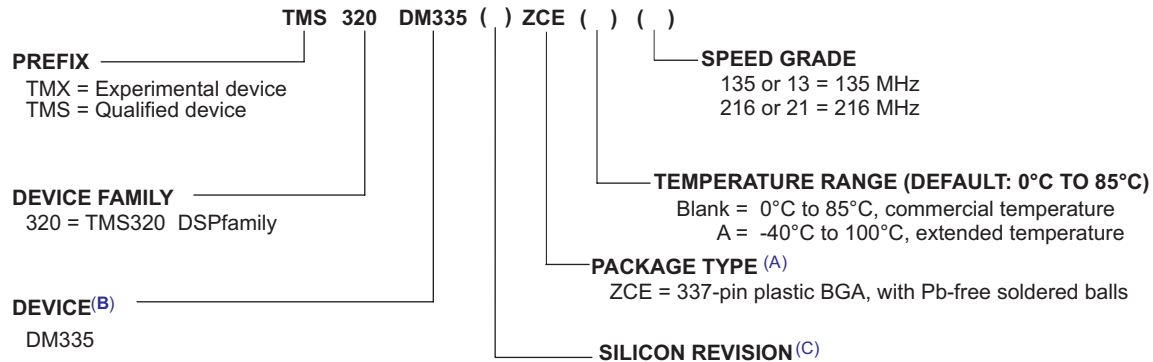 TMS 320 DM335 ( ) ZCE ( ) ( )
PREFIX
TMX = Experimental device
TMS = Qualified device
SPEED GRADE
135 or 13 = 135 MHz
216 or 21 = 216 MHz
DEVICE FAMILY
320 = TMS320 DSPfamily
TEMPERATURE RANGE (DEFAULT: 0°C TO 85°C)
Blank = 0°C to 85°C, commercial temperature
A = -40°C to 100°C, extended temperature
PACKAGE TYPE (A)
ZCE = 337-pin plastic BGA, with Pb-free soldered balls
DEVICE(B)
DM335
SILICON REVISION(C)